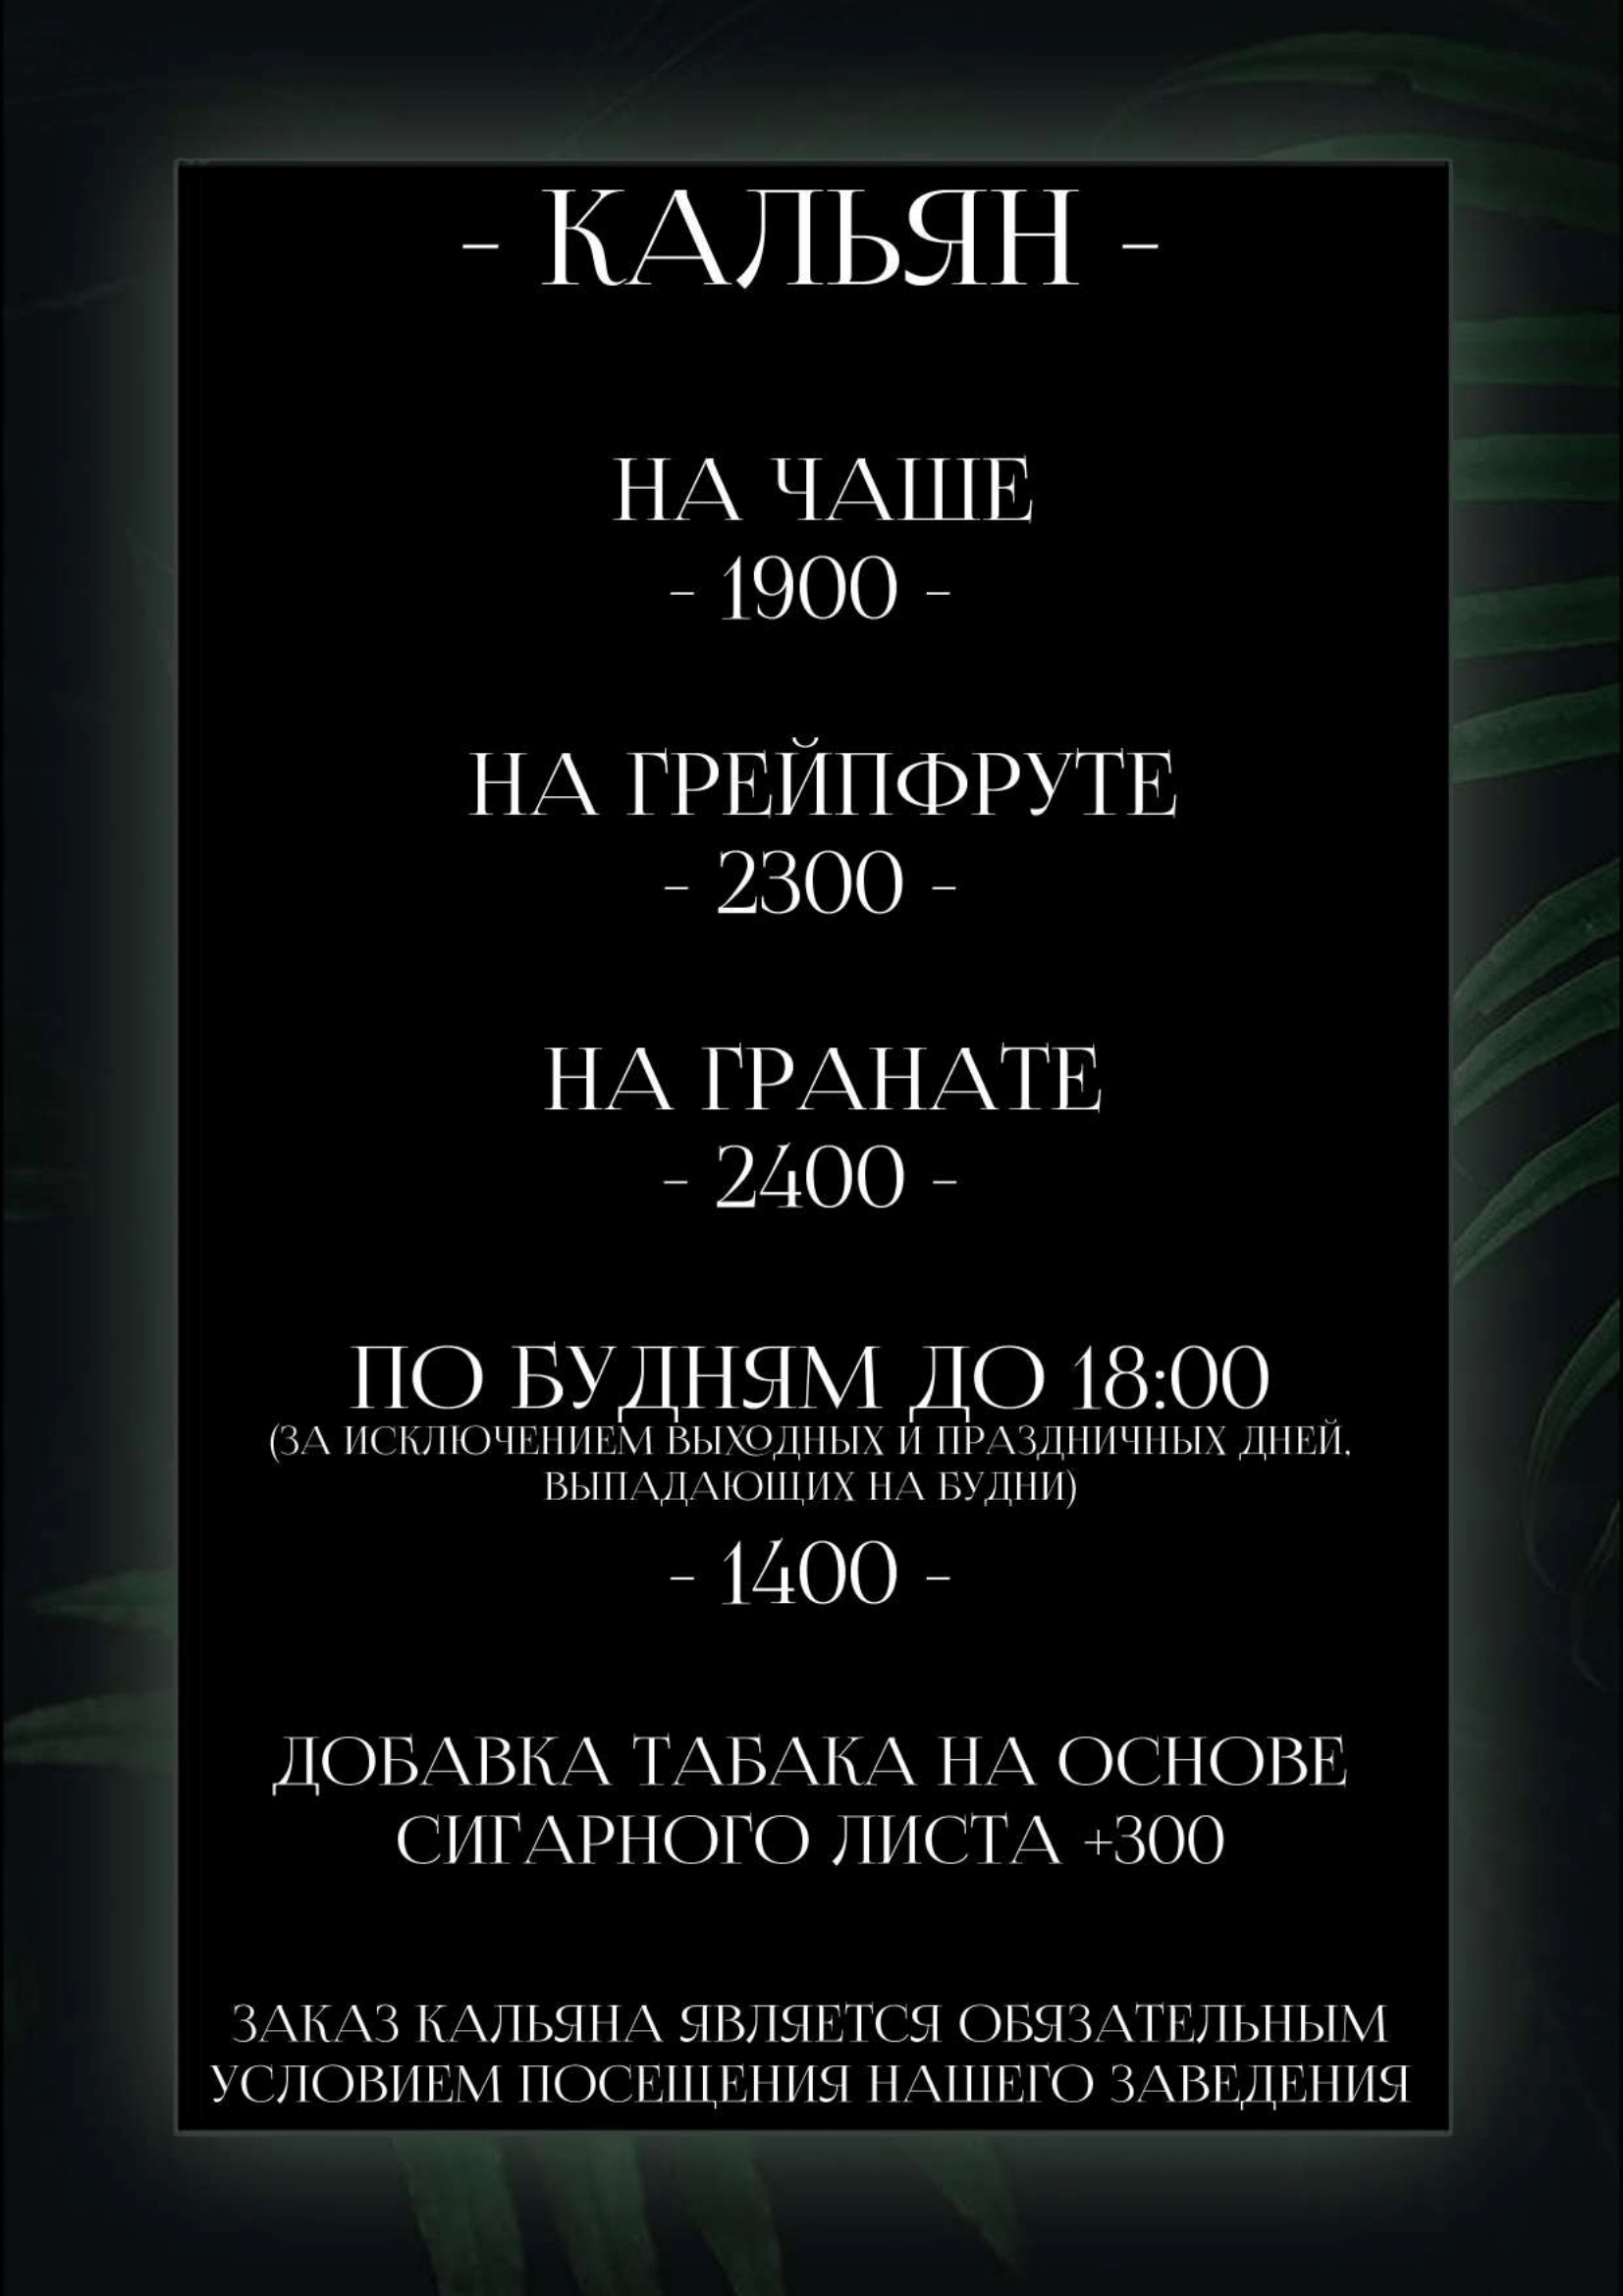 - КАЛЬЯН -
НА ЧАШЕ
- 1900 -
НА ГРЕЙПФРУТЕ
- 2300 -
НА ГРАНАТЕ
- 2400 -
ПО БУДНЯМ ДО 18:00
(ЗА ИСКЛЮЧЕНИЕМ ВЫХОДНЫХ И ПРАЗДНИЧНЫХ ДНЕЙ,
ВЫПАДАЮЩИХ НА БУДНИ)
- 1400 -
ДОБАВКА ТАБАКА НА ОСНОВЕ
СИГАРНОГО ЛИСТА +300
ЗАКАЗ КАЛЬЯНА ЯВЛЯЕТСЯ ОБЯЗАТЕЛЬНЫМ
УСЛОВИЕМ ПОСЕЩЕНИЯ НАШЕГО ЗАВЕДЕНИЯ